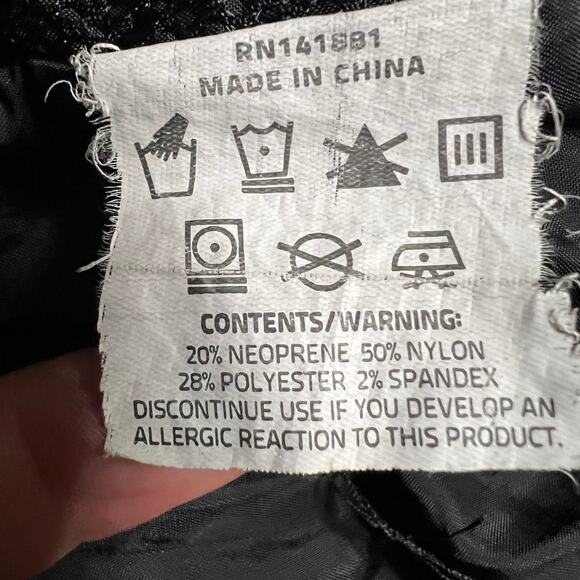 RN141881
MADE IN CHINA
CONTENTS/WARNING:
20% NEOPRENE 50% NYLON
28% POLYESTER 2% SPANDEX
DISCONTINUE USE IF YOU DEVELOP AN
ALLERGIC REACTION TO THIS PRODUCT.